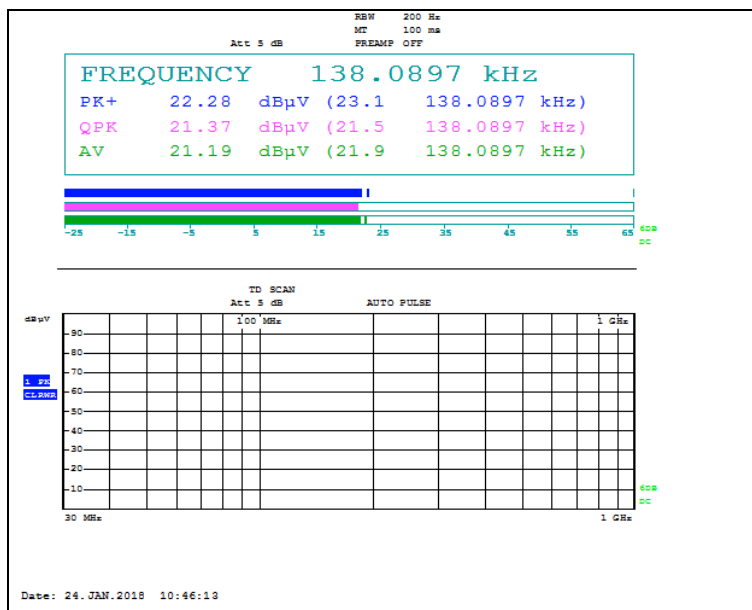 RBW 200 Hz
MT 100 ms
Att 5 dB PREAMP OFF
FREQUENCY 138.0897 kHz
PK+ 22.28 dBµV (23.1 138.0897 kHz)
QPK 21.37 dBµV (21.5 138.0897 kHz)
AV 21.19 dBµV (21.9 138.0897 kHz)
-25 -15 -5 5 15 25 35 45 55 65
6DB
DC
TD SCAN
Att 5 dB AUTO PULSE
dBµV
100 MHz 1 GHz
90
80
70
1 PK
CLRWR
60
50
40
30
20
10
6DB
DC
30 MHz 1 GHz
Date: 24.JAN.2018 10:46:13